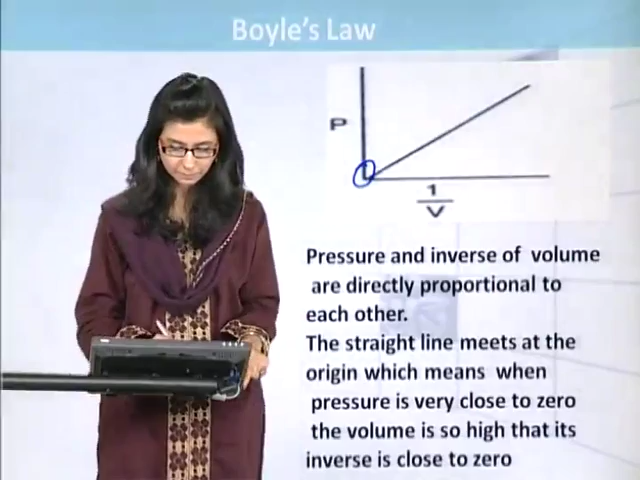 Boyle's Law
P
1
V
Pressure and inverse of volume
are directly proportional to
each other.
The straight line meets at the
origin which means when
pressure is very close to zero
the volume is so high that its
inverse is close to zero